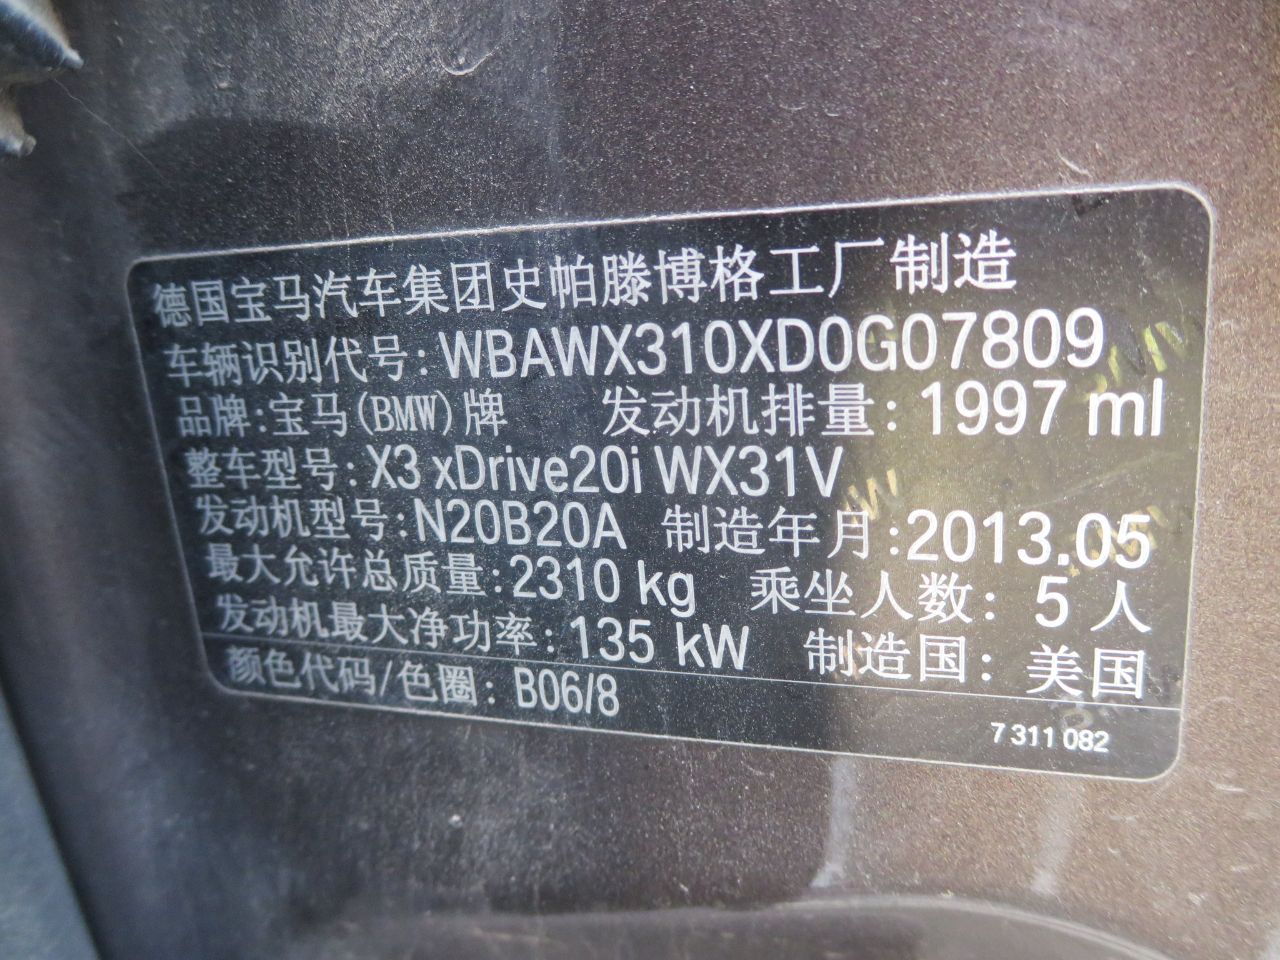 德国宝马汽车集团史帕滕博格工厂制造
车辆识别代号:WBAWX310XD0G07809
品牌:宝马(BMW)牌 发动机排量:1997 ml
整车型号:X3 xDrive20i WX31V
发动机型号:N20B20A 制造年月:2013.05
最大允许总质量:2310 kg 乘坐人数:5人
发动机最大净功率:135 kW 制造国:美国
颜色代码/色圈:B06/8
7 311 082